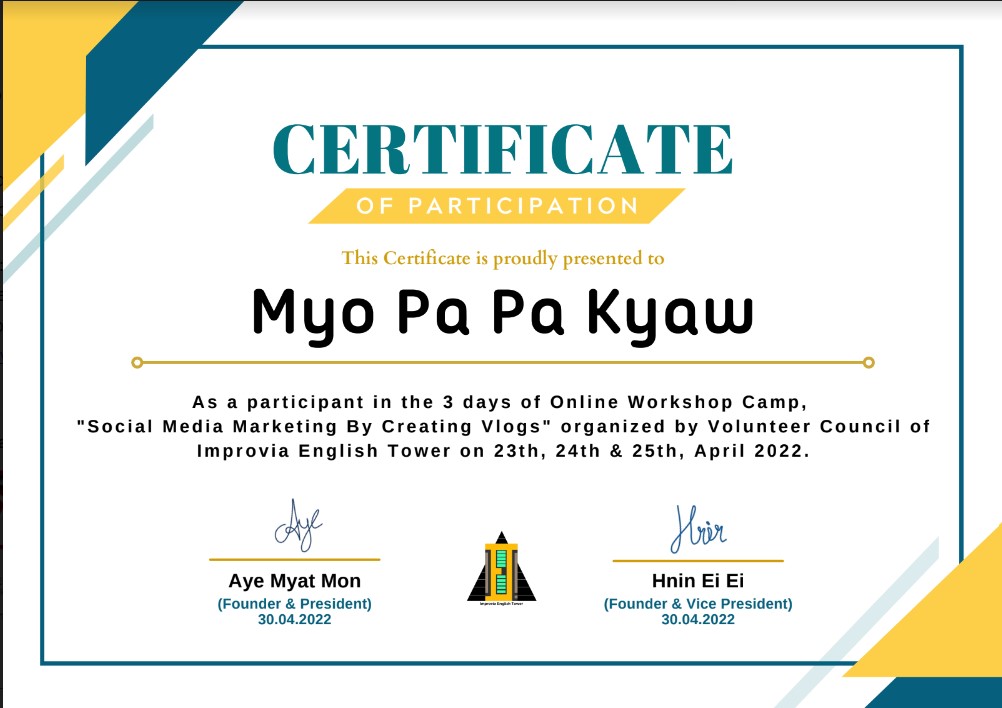 CERTIFICATE
OF PARTICIPATION
This Certificate is proudly presented to
Myo Pa Pa Kyaw
As a participant in the 3 days of Online Workshop Camp,
"Social Media Marketing By Creating Vlogs" organized by Volunteer Council of
Improvia English Tower on 23th, 24th & 25th, April 2022.
Aye
Hnin
Aye Myat Mon
(Founder & President)
30.04.2022
Improvia English Tower
Hnin Ei Ei
(Founder & Vice President)
30.04.2022